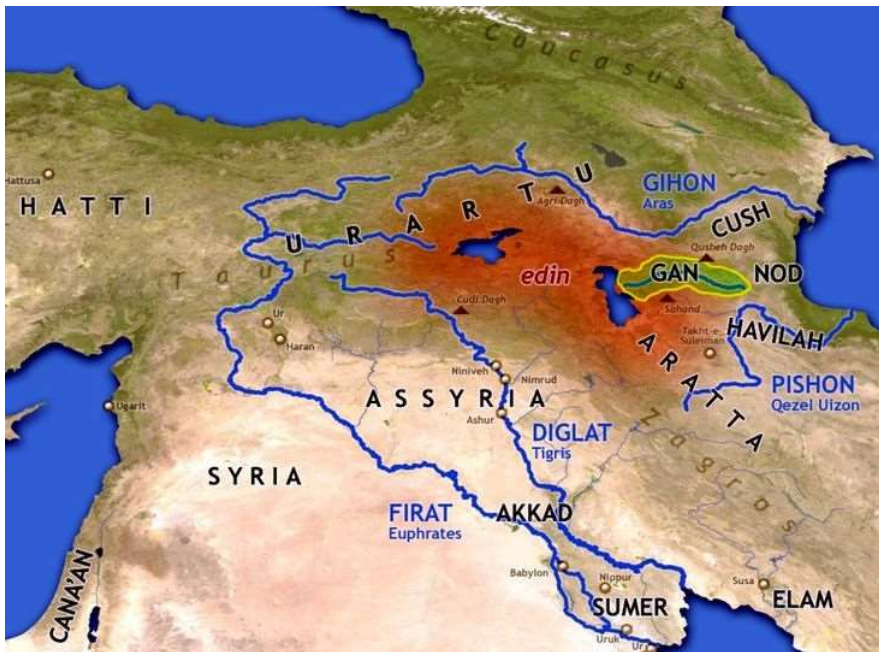 Caucasus
Hattusa
HATTI
URARTU
Agri Dagh
GIHON
Aras
CUSH
Qusheh Dagh
Taurus
edin
GAN
NOD
Cudi Dagh
Sahand
Ur
Haran
Takht-e
Suleiman
HAVILAH
ARATTA
Niniveh
Nimrud
PISHON
Qezel Uizon
Ugarit
ASSYRIA
Ashur
Zagros
DIGLAT
Tigris
SYRIA
FIRAT
Euphrates
AKKAD
Babylon
Nippur
Susa
ELAM
SUMER
CANA'AN
Uruk
Ur